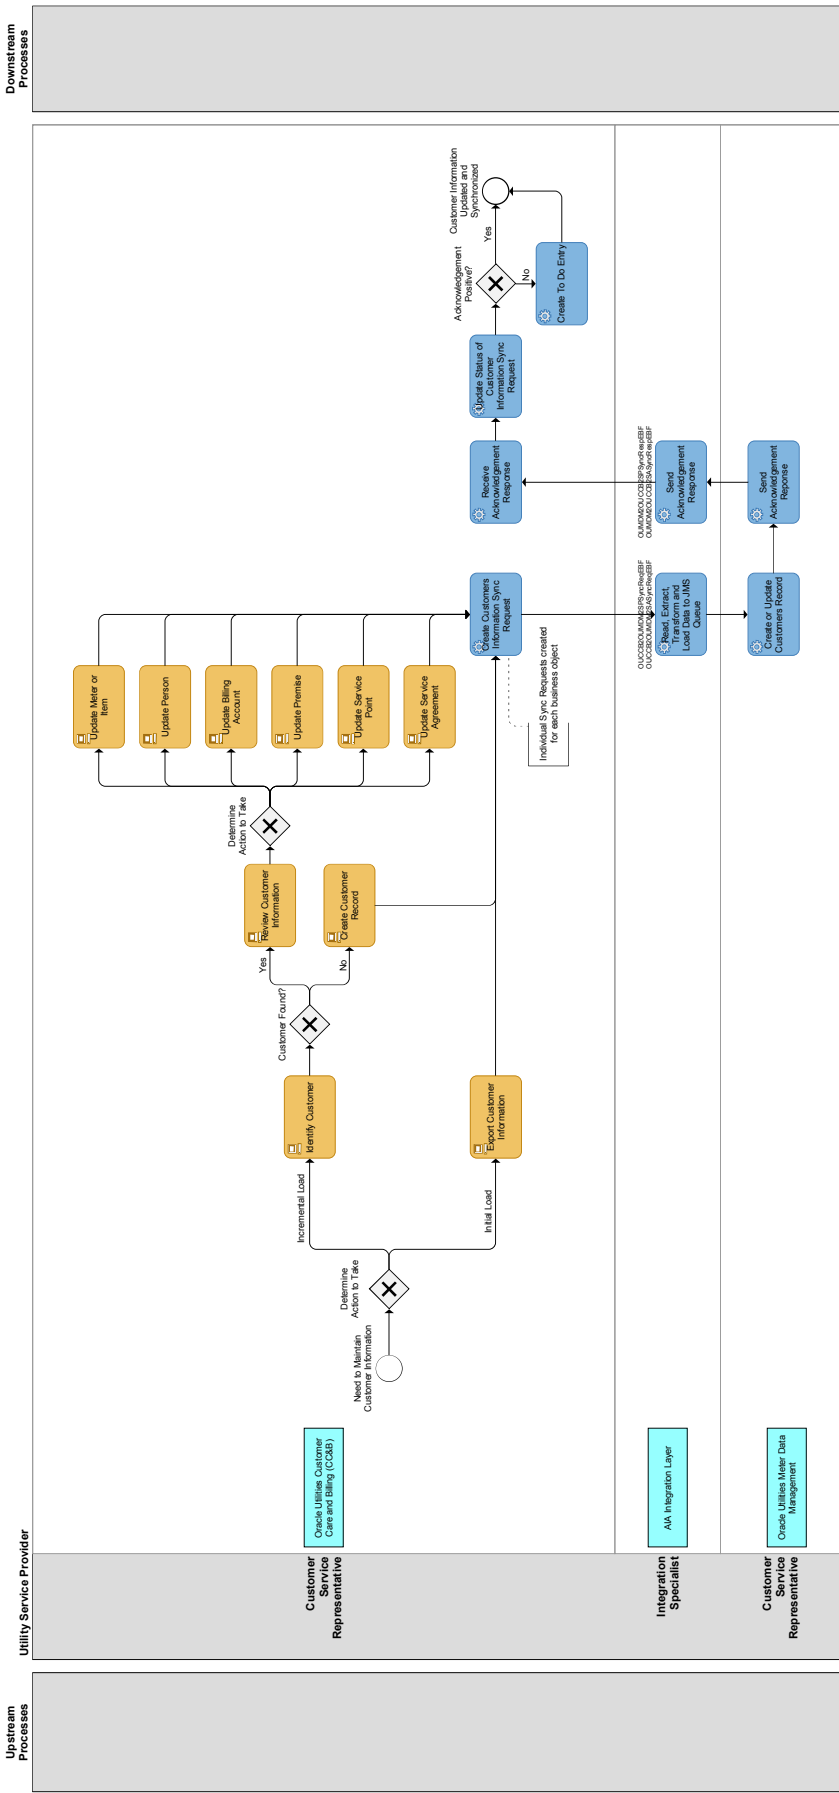 Upstream
Processes
Utility Service Provider
Downstream
Processes
Customer
Service
Representative
Oracle Utilities Customer
Care and Billing (CC&B)
Need to Maintain
Customer Information
Determine
Action to Take
Incremental Load
Initial Load
Identify Customer
Export Customer
Information
Customer Found?
Yes
No
Review Customer
Information
Create Customer
Record
Determine
Action to Take
Update Meter or
Item
Update Person
Update Billing
Account
Update Premise
Update Service
Point
Update Service
Agreement
Individual Sync Requests created
for each business object
Create Customers
Information Sync
Request
Receive
Acknowledgement
Response
Update Status of
Customer
Information Sync
Request
Acknowledgement
Positive?
Yes
No
Create To Do Entry
Customer Information
Updated and
Synchronized
Integration
Specialist
AIA Integration Layer
OUCCB2OUMDM2SPSyncReqEBF
OUCCB2OUMDM2SASyncReqEBF
Read, Extract,
Transform and
Load Data to JMS
Queue
OUMDM2OUCCB2SPSyncRespEBF
OUMDM2OUCCB2SASyncRespEBF
Send
Acknowledgement
Response
Customer
Service
Representative
Oracle Utilities Meter Data
Management
Create or Update
Customers Record
Send
Acknowledgement
Reponse